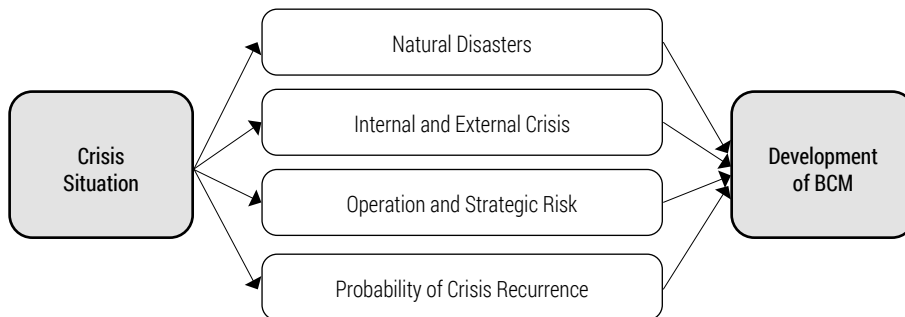 Natural Disasters
Internal and External Crisis
Crisis
Situation
Development
of BCM
Operation and Strategic Risk
Probability of Crisis Recurrence